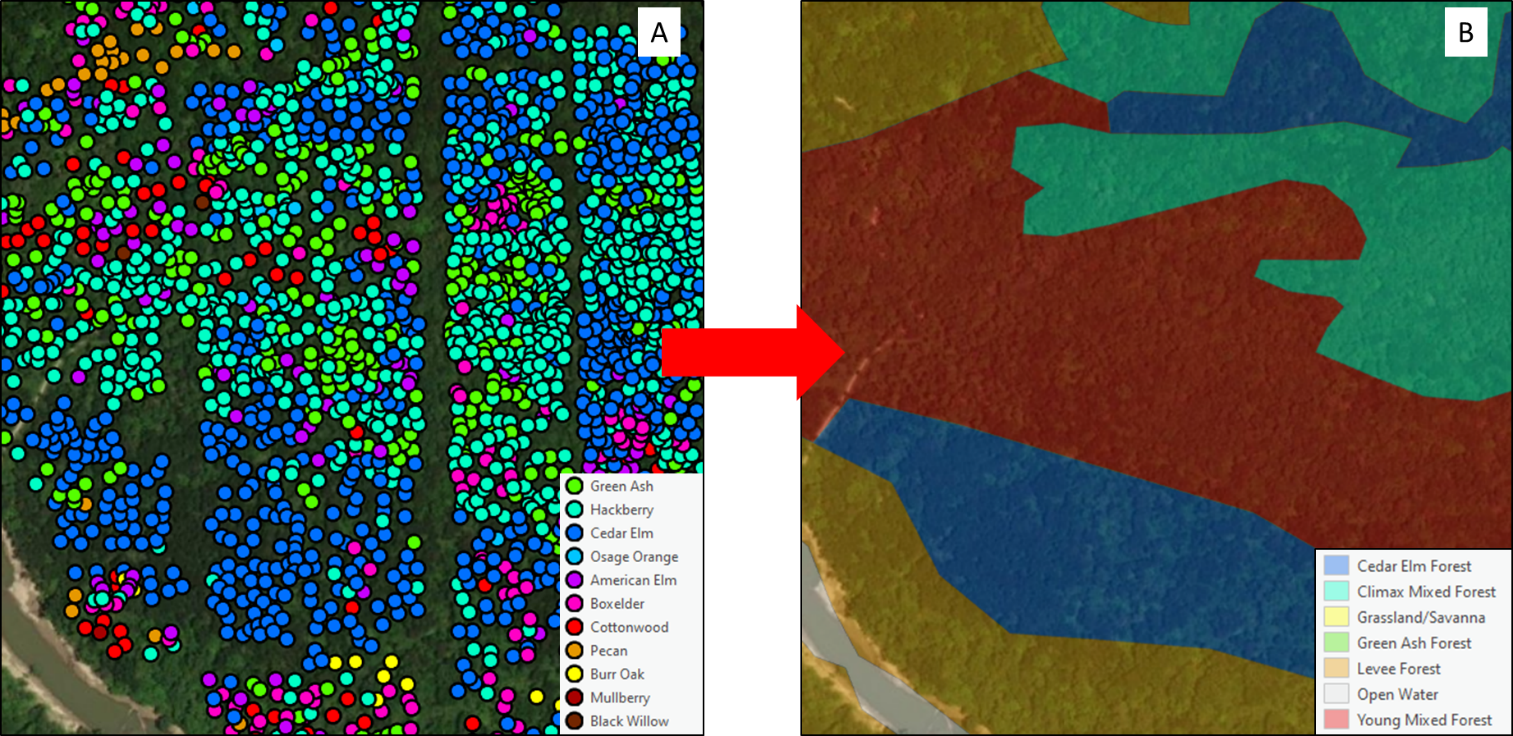 A
Green Ash
Hackberry
Cedar Elm
Osage Orange
American Elm
Boxelder
Cottonwood
Pecan
Burr Oak
Mullberry
Black Willow
B
Cedar Elm Forest
Climax Mixed Forest
Grassland/Savanna
Green Ash Forest
Levee Forest
Open Water
Young Mixed Forest